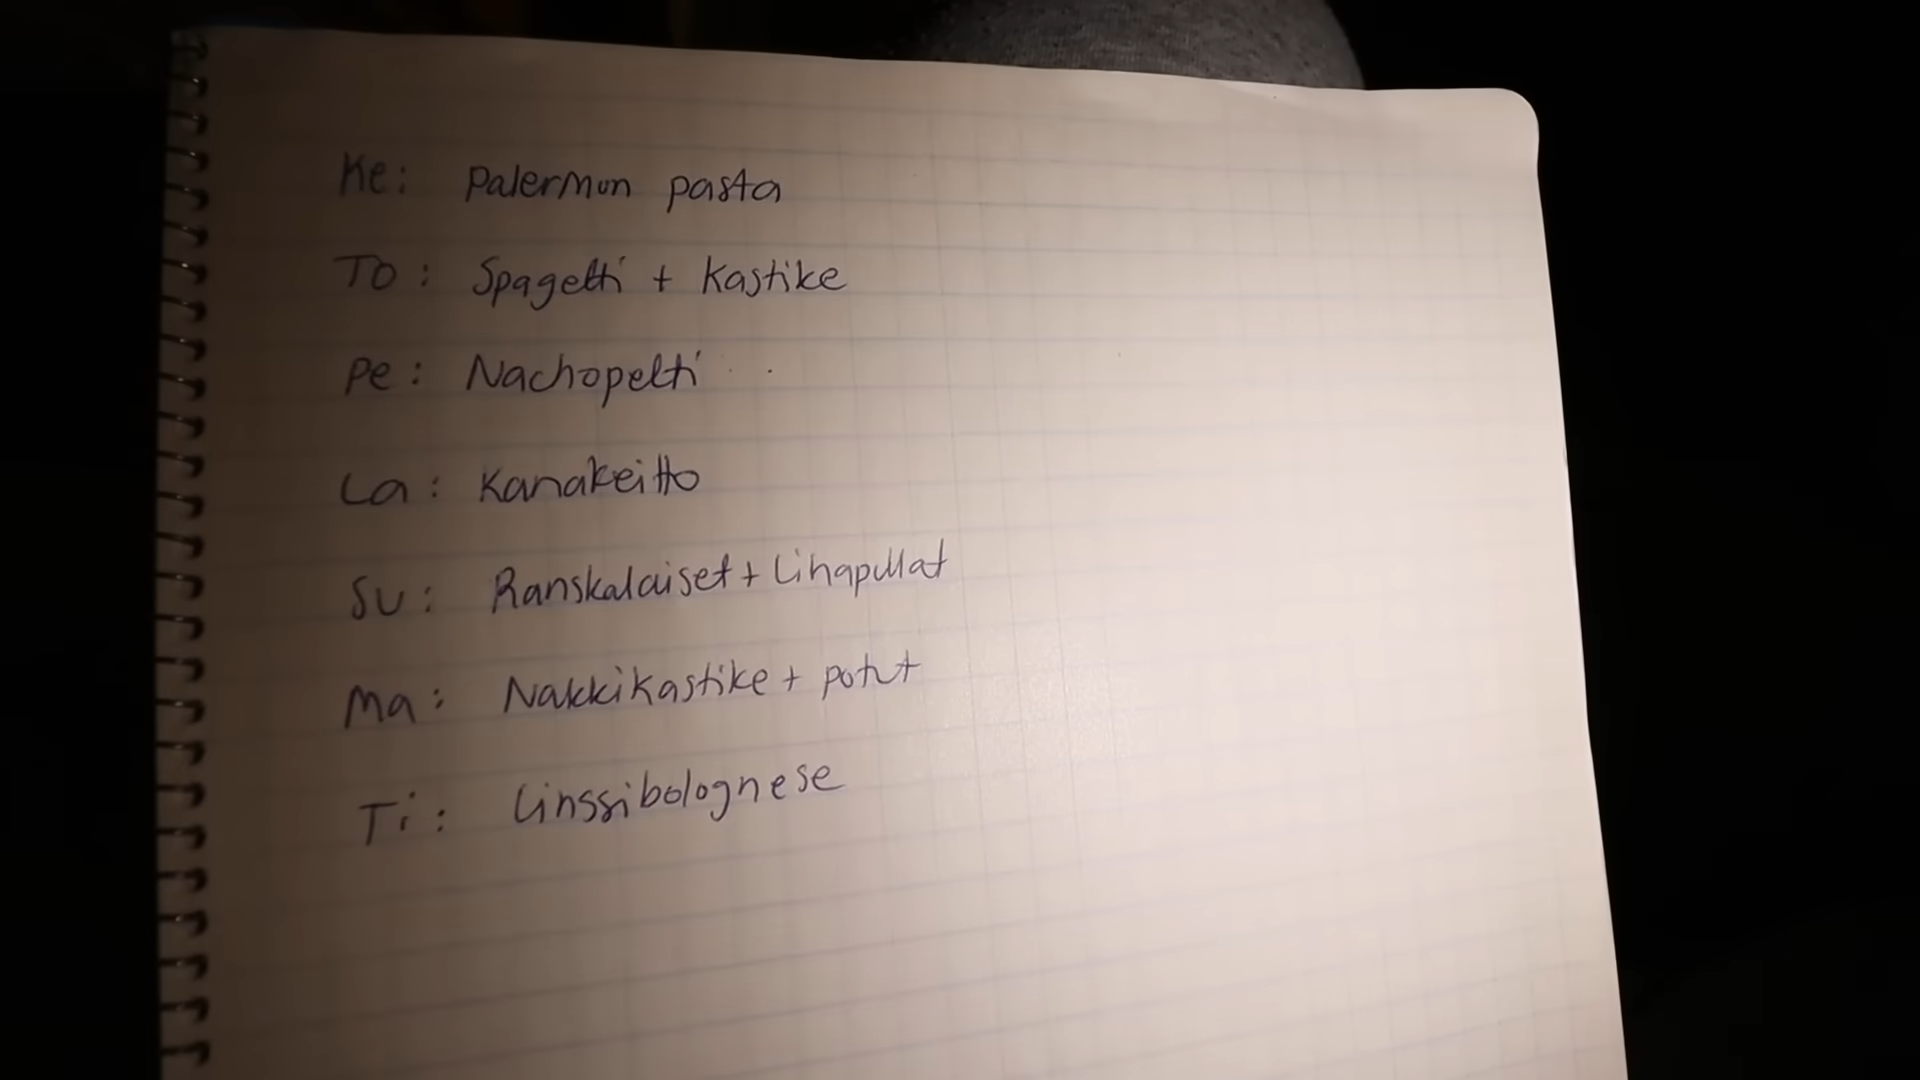 Ke: Palermon pasta
To: Spagetti + Kastike
Pe: Nachopelti
La: Kanakeitto
Su: Ranskalaiset + Lihapullat
Ma: Nakkikastike + potut
Ti: Linssibolognese